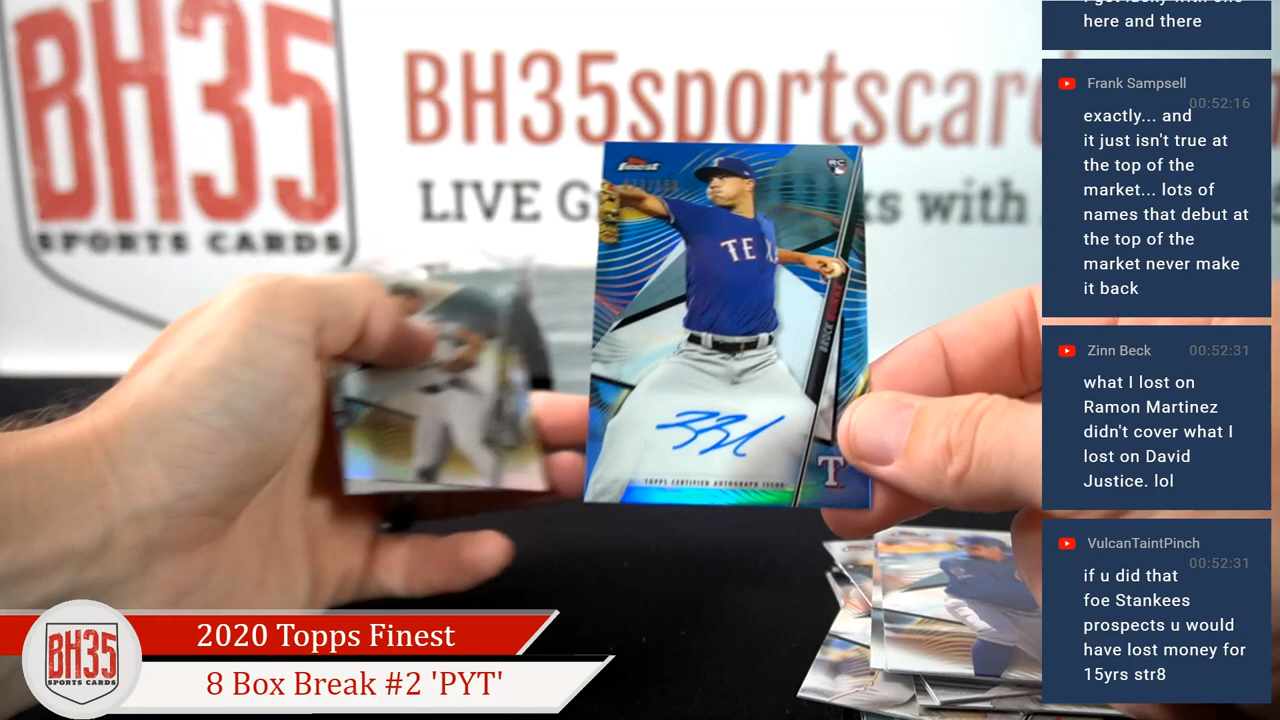 BH35
SPORTS CARDS
BH35sportscar
LIVE G
ks with
Finest
RC
TEX
BROCK
TOPPS CERTIFIED AUTOGRAPH ISSUE
T
here and there
Frank Sampsell
00:52:16
exactly... and
it just isn't true at
the top of the
market... lots of
names that debut at
the top of the
market never make
it back
Zinn Beck 00:52:31
what I lost on
Ramon Martinez
didn't cover what I
lost on David
Justice. lol
VulcanTaintPinch
00:52:31
if u did that
foe Stankees
prospects u would
have lost money for
15yrs str8
BH35
SPORTS CARDS
2020 Topps Finest
8 Box Break #2 'PYT'